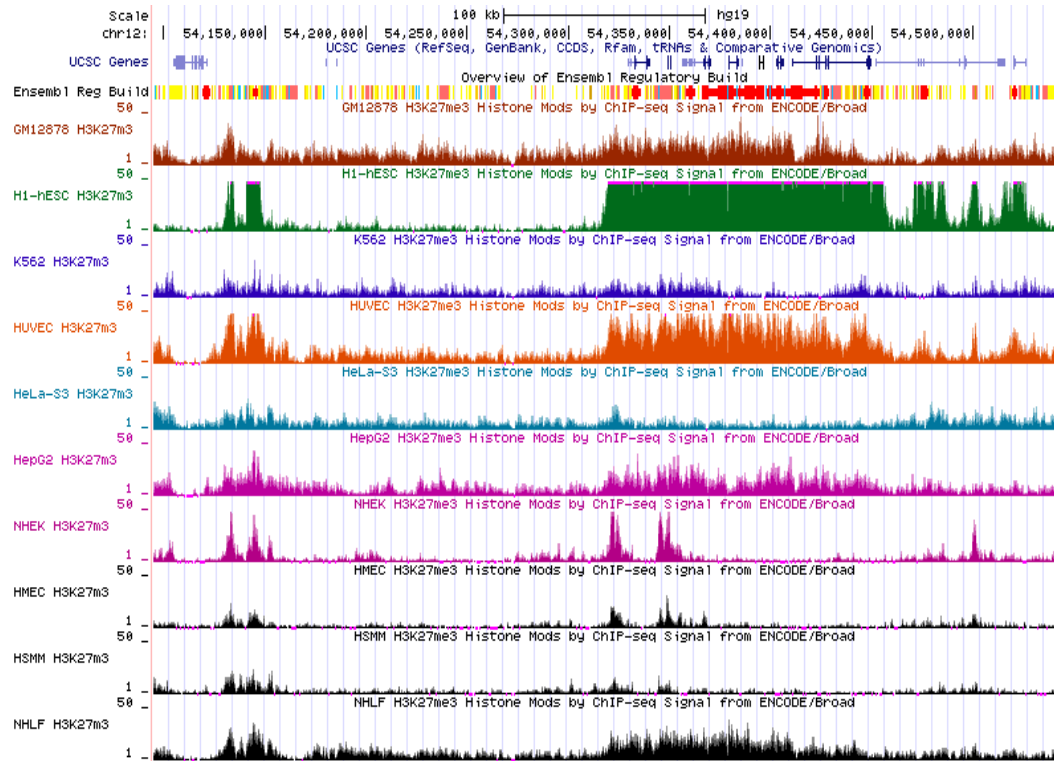 Scale 100 kb hg19
chr12: 54,150,000 54,200,000 54,250,000 54,300,000 54,350,000 54,400,000 54,450,000 54,500,000
UCSC Genes (RefSeq, GenBank, CCDS, Rfam, tRNAs & Comparative Genomics)
UCSC Genes
Overview of Ensembl Regulatory Build
Ensembl Reg Build
GM12878 H3K27me3 Histone Mods by ChIP-seq Signal from ENCODE/Broad
50 _
GM12878 H3K27m3
1 _
H1-hESC H3K27me3 Histone Mods by ChIP-seq Signal from ENCODE/Broad
50 _
H1-hESC H3K27m3
1 _
K562 H3K27me3 Histone Mods by ChIP-seq Signal from ENCODE/Broad
50 _
K562 H3K27m3
1 _
HUVEC H3K27me3 Histone Mods by ChIP-seq Signal from ENCODE/Broad
50 _
HUVEC H3K27m3
1 _
HeLa-S3 H3K27me3 Histone Mods by ChIP-seq Signal from ENCODE/Broad
50 _
HeLa-S3 H3K27m3
1 _
HepG2 H3K27me3 Histone Mods by ChIP-seq Signal from ENCODE/Broad
50 _
HepG2 H3K27m3
1 _
NHEK H3K27me3 Histone Mods by ChIP-seq Signal from ENCODE/Broad
50 _
NHEK H3K27m3
1 _
HMEC H3K27me3 Histone Mods by ChIP-seq Signal from ENCODE/Broad
50 _
HMEC H3K27m3
1 _
HSMM H3K27me3 Histone Mods by ChIP-seq Signal from ENCODE/Broad
50 _
HSMM H3K27m3
1 _
NHLF H3K27me3 Histone Mods by ChIP-seq Signal from ENCODE/Broad
50 _
NHLF H3K27m3
1 _